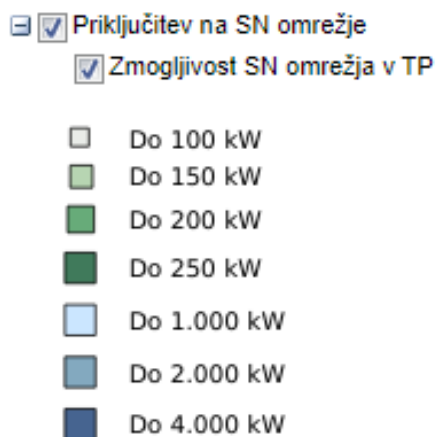 Priključitev na SN omrežje
Zmogljivost SN omrežja v TP
Do 100 kW
Do 150 kW
Do 200 kW
Do 250 kW
Do 1.000 kW
Do 2.000 kW
Do 4.000 kW